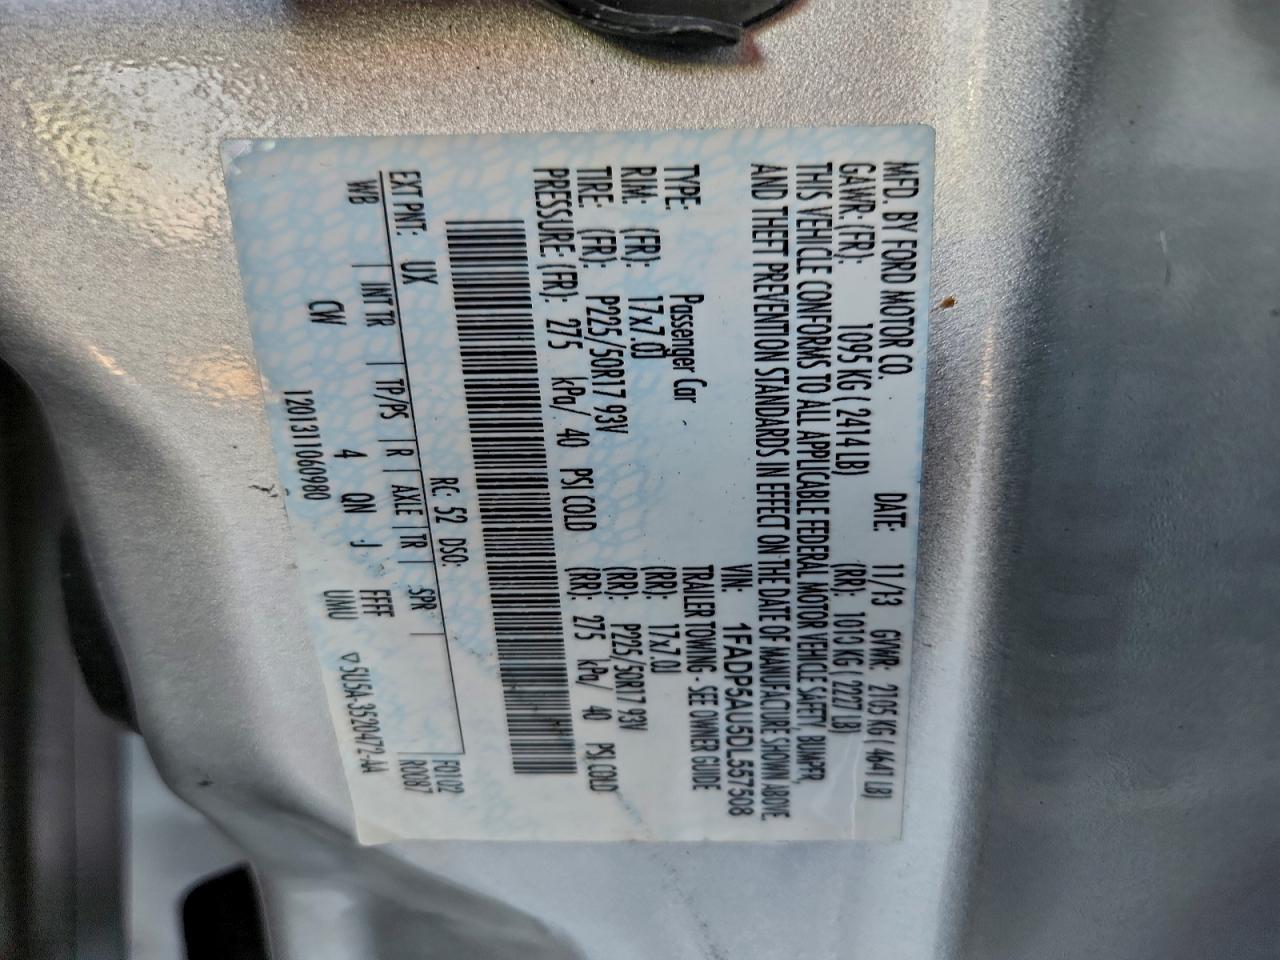 MFD. BY FORD MOTOR CO. DATE: 11/13 GVWR: 2105 KG ( 4641 LB)
GAWR: (FR): 1095 KG ( 2414 LB) (RR): 1013 KG ( 2227 LB)
THIS VEHICLE CONFORMS TO ALL APPLICABLE FEDERAL MOTOR VEHICLE SAFETY, BUMPER,
AND THEFT PREVENTION STANDARDS IN EFFECT ON THE DATE OF MANUFACTURE SHOWN ABOVE.
VIN: 1FADP5AU5DL557508
TYPE: Passenger Car TRAILER TOWING - SEE OWNER GUIDE
RIM: (FR): 17x7.0J (RR): 17x7.0J
TIRE: (FR): P225/50R17 93V (RR): P225/50R17 93V
PRESSURE: (FR): 275 kPa/ 40 PSI COLD (RR): 275 kPa/ 40 PSI COLD
F0102
R0087
EXT PNT: UX RC: 52 DSO:
WB | INT TR | TP/PS | R | AXLE | TR | SPR |
CW 4 QN J FFFF
UMU
1201311060980 ▽5U5A-3520472-AA